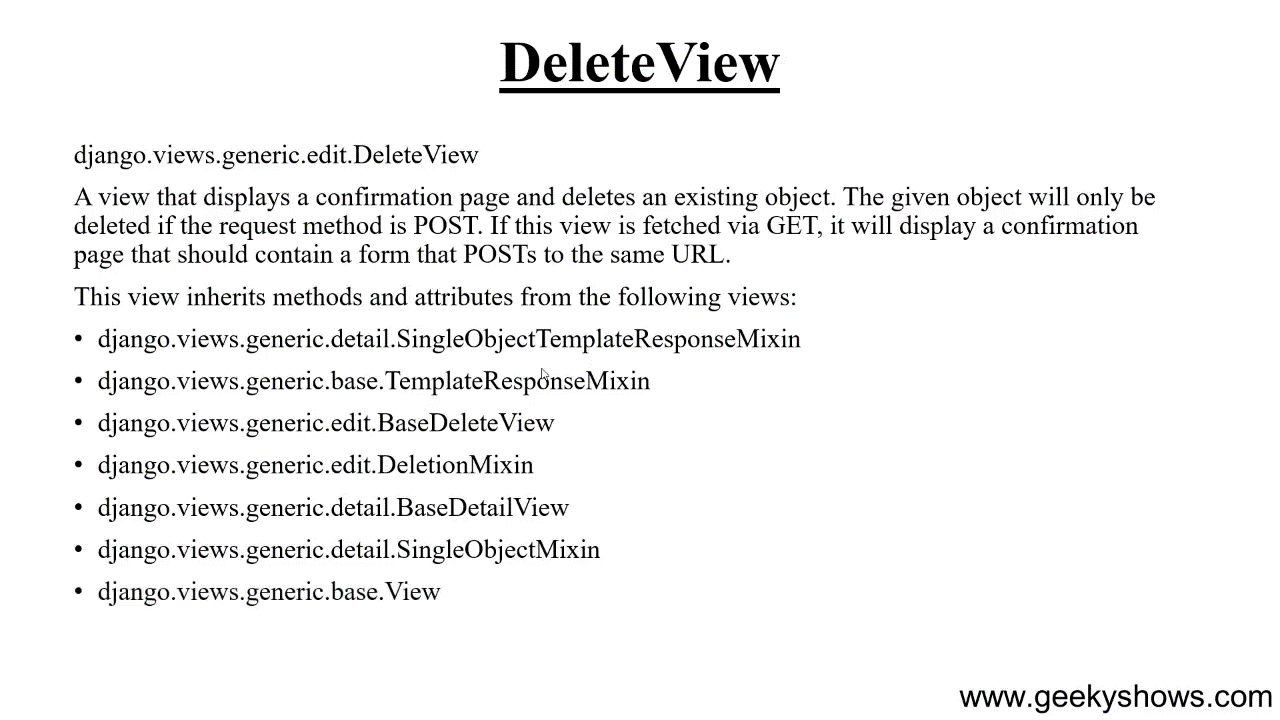 DeleteView
django.views.generic.edit.DeleteView
A view that displays a confirmation page and deletes an existing object. The given object will only be
deleted if the request method is POST. If this view is fetched via GET, it will display a confirmation
page that should contain a form that POSTs to the same URL.
This view inherits methods and attributes from the following views:
• django.views.generic.detail.SingleObjectTemplateResponseMixin
• django.views.generic.base.TemplateResponseMixin
• django.views.generic.edit.BaseDeleteView
• django.views.generic.edit.DeletionMixin
• django.views.generic.detail.BaseDetailView
• django.views.generic.detail.SingleObjectMixin
• django.views.generic.base.View
www.geekyshows.com